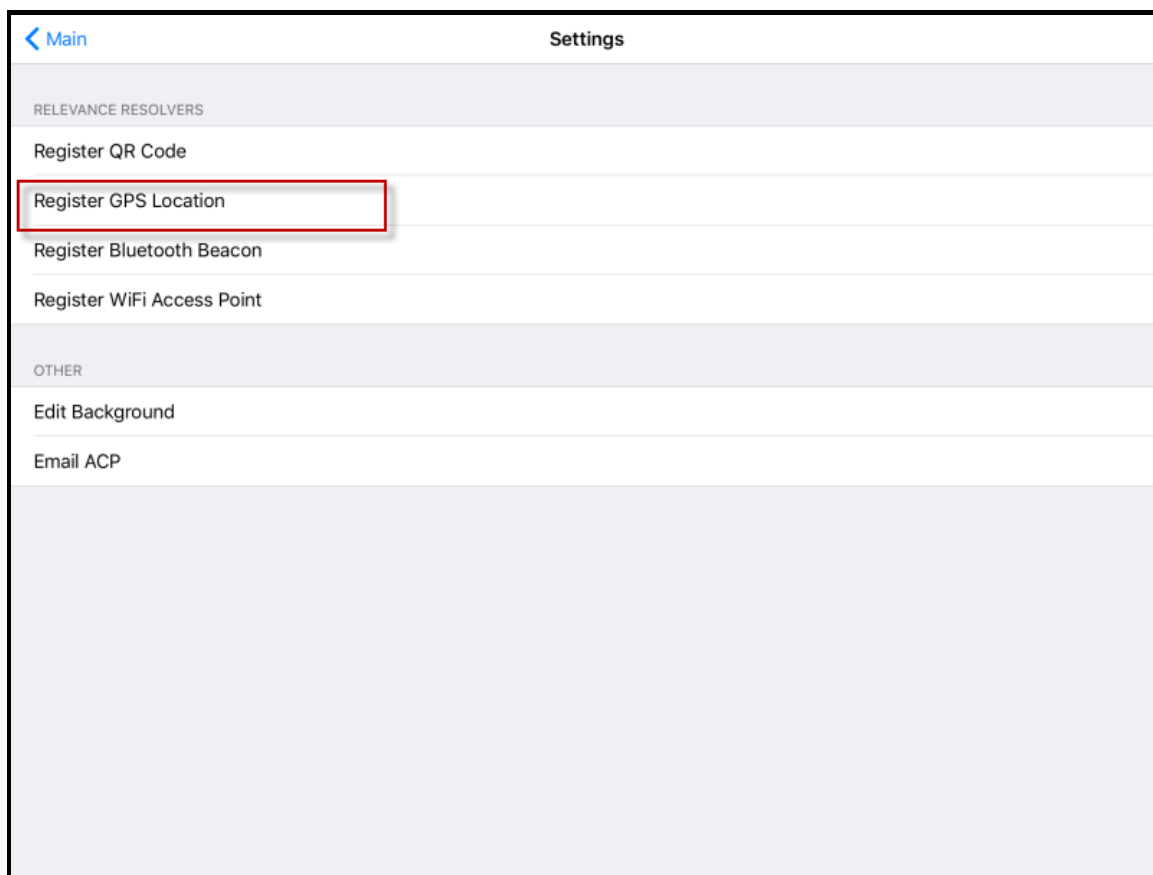 Main
Settings
RELEVANCE RESOLVERS
Register QR Code
Register GPS Location
Register Bluetooth Beacon
Register WiFi Access Point
OTHER
Edit Background
Email ACP